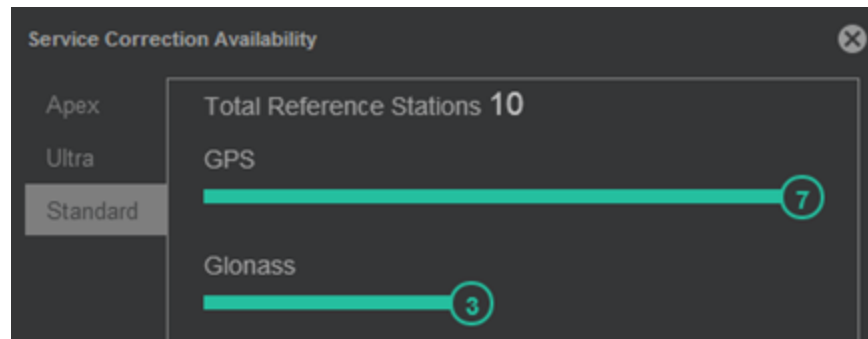 Service Correction Availability
Apex
Ultra
Standard
Total Reference Stations 10
GPS
7
Glonass
3